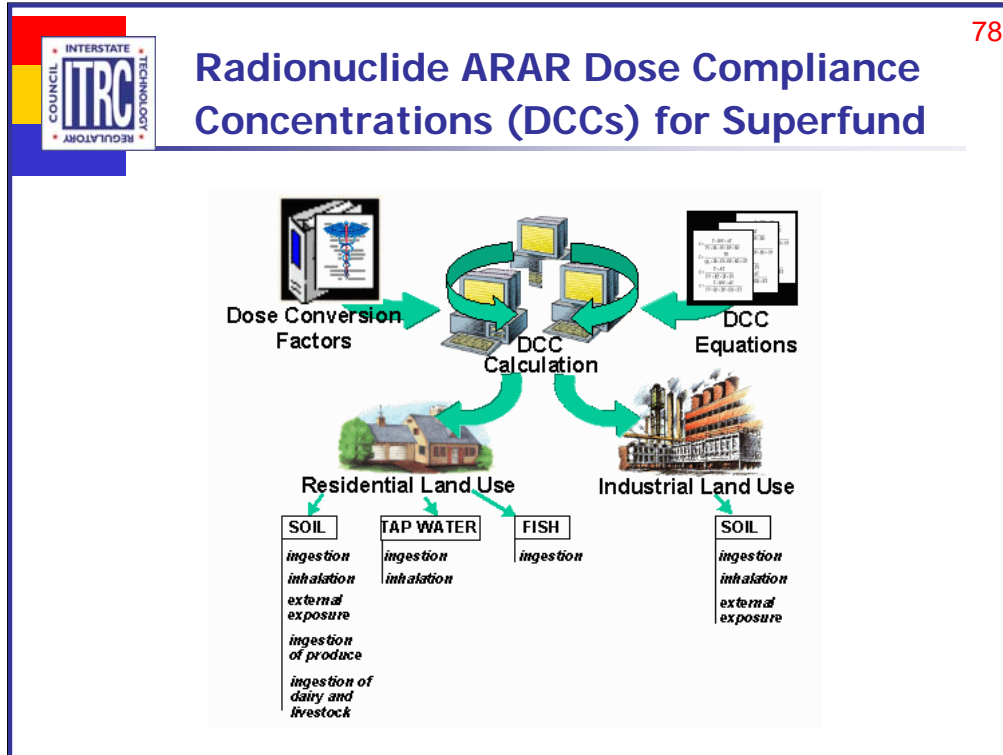 78
INTERSTATE
TECHNOLOGY
REGULATORY
COUNCIL
ITRC
Radionuclide ARAR Dose Compliance
Concentrations (DCCs) for Superfund
Dose Conversion
Factors
DCC
Calculation
DCC
Equations
Residential Land Use
Industrial Land Use
SOIL
ingestion
inhalation
external
exposure
ingestion
of produce
ingestion of
dairy and
livestock
TAP WATER
ingestion
inhalation
FISH
ingestion
SOIL
ingestion
inhalation
external
exposure